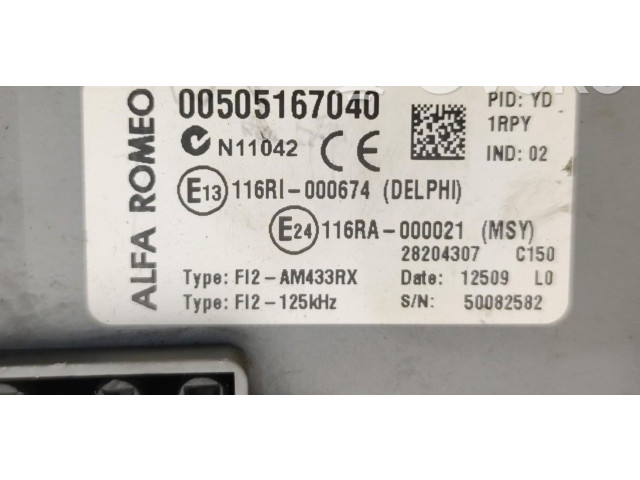 ALFA ROMEO
00505167040
PID: YD
1RPY
N11042 CE
IND: 02
E13 116RI-000674 (DELPHI)
E24 116RA-000021 (MSY)
28204307 C150
Type: FI2-AM433RX Date: 12509 L0
Type: FI2-125kHz S/N: 50082582